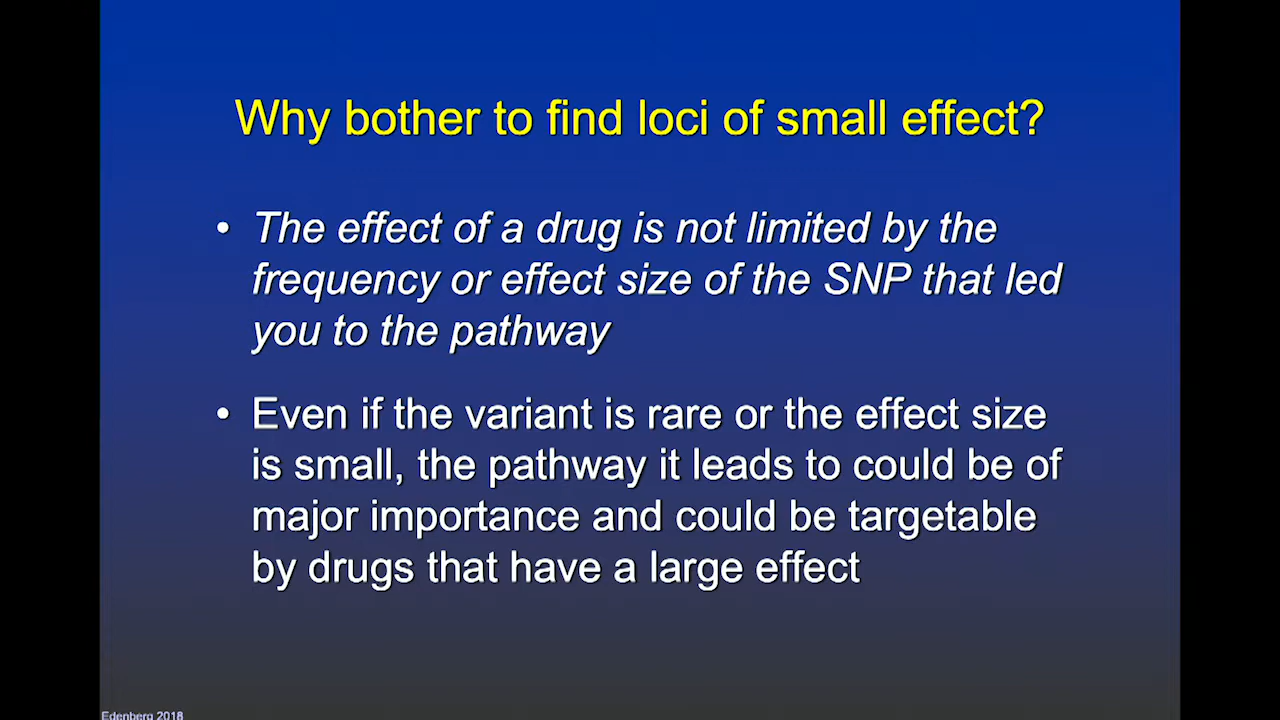 Why bother to find loci of small effect?
• The effect of a drug is not limited by the
frequency or effect size of the SNP that led
you to the pathway
• Even if the variant is rare or the effect size
is small, the pathway it leads to could be of
major importance and could be targetable
by drugs that have a large effect
Edenberg 2018